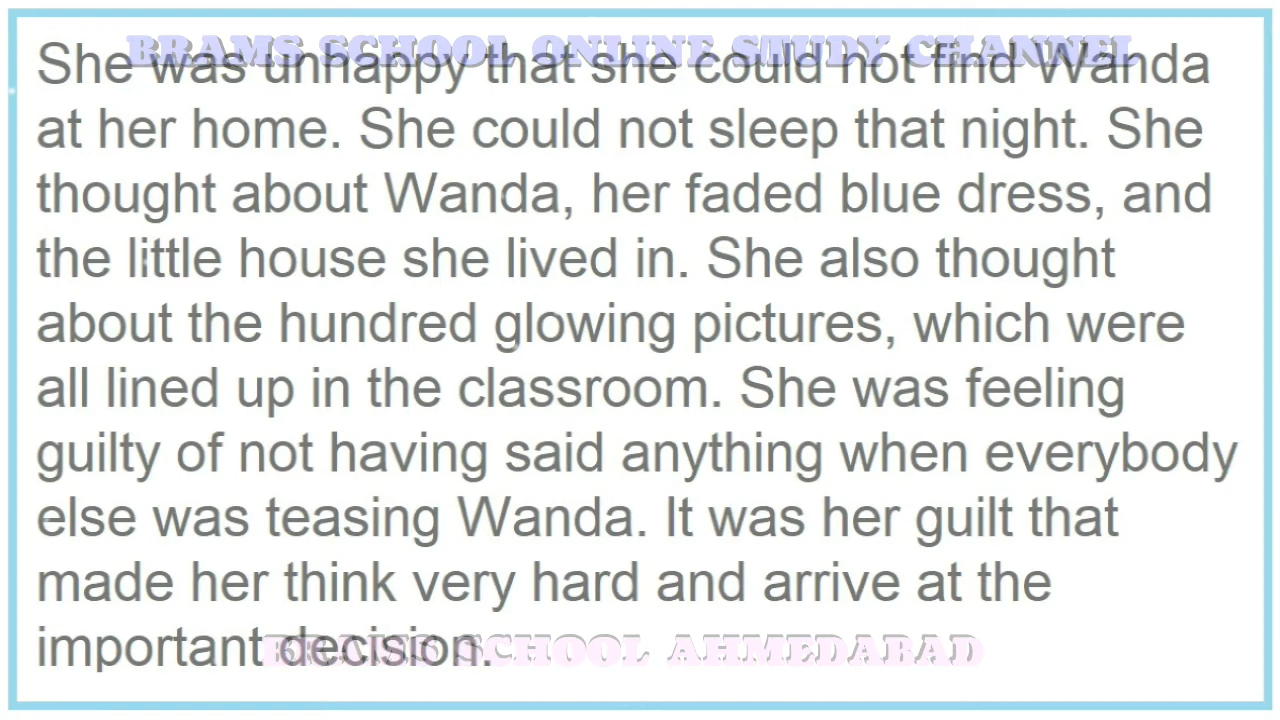 BRAMS SCHOOL ONLINE STUDY CHANNEL
She was unhappy that she could not find Wanda
at her home. She could not sleep that night. She
thought about Wanda, her faded blue dress, and
the little house she lived in. She also thought
about the hundred glowing pictures, which were
all lined up in the classroom. She was feeling
guilty of not having said anything when everybody
else was teasing Wanda. It was her guilt that
made her think very hard and arrive at the
important decision.
BRAMS SCHOOL AHMEDABAD